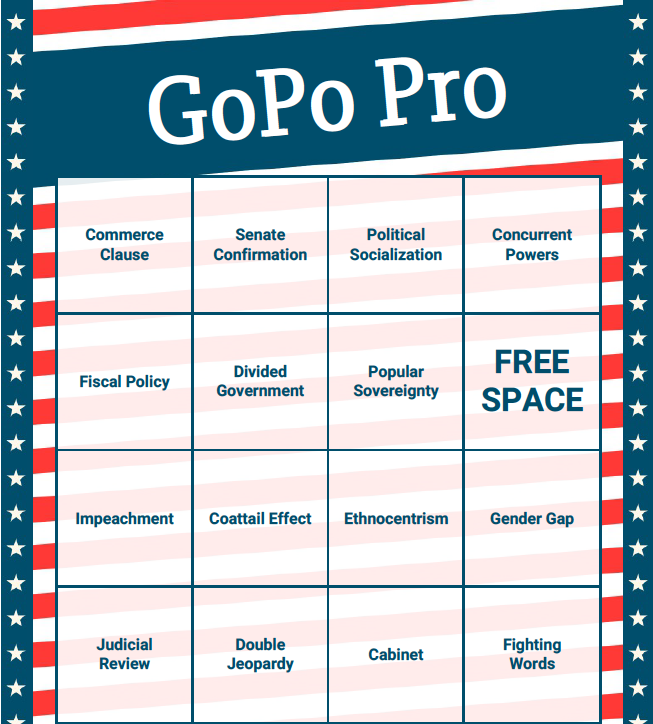 GoPo Pro
Commerce
Clause
Senate
Confirmation
Political
Socialization
Concurrent
Powers
Fiscal Policy
Divided
Government
Popular
Sovereignty
FREE
SPACE
Impeachment
Coattail Effect
Ethnocentrism
Gender Gap
Judicial
Review
Double
Jeopardy
Cabinet
Fighting
Words